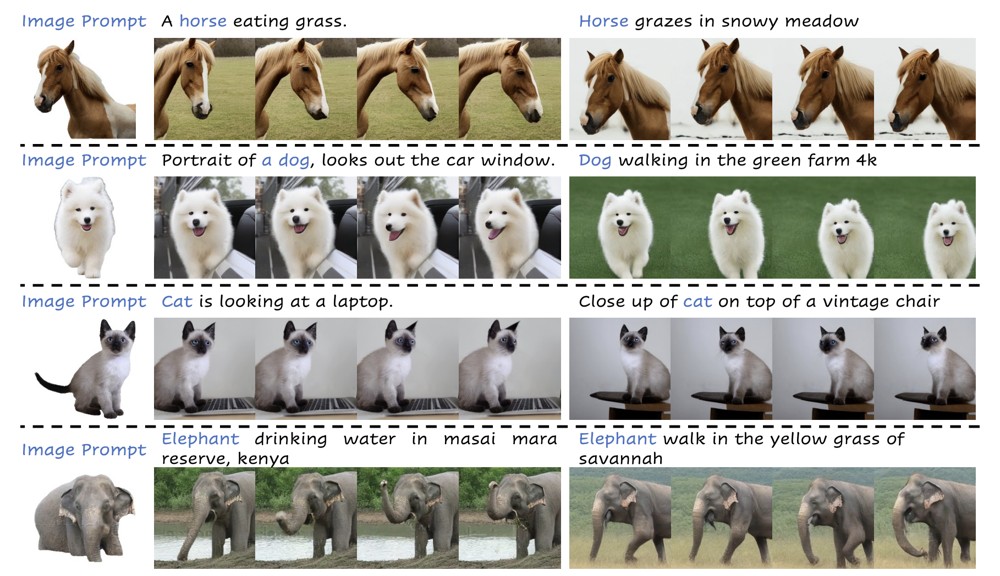 Image Prompt
A horse eating grass.
Horse grazes in snowy meadow
Image Prompt
Portrait of a dog, looks out the car window.
Dog walking in the green farm 4k
Image Prompt
Cat is looking at a laptop.
Close up of cat on top of a vintage chair
Image Prompt
Elephant drinking water in masai mara
reserve, kenya
Elephant walk in the yellow grass of
savannah